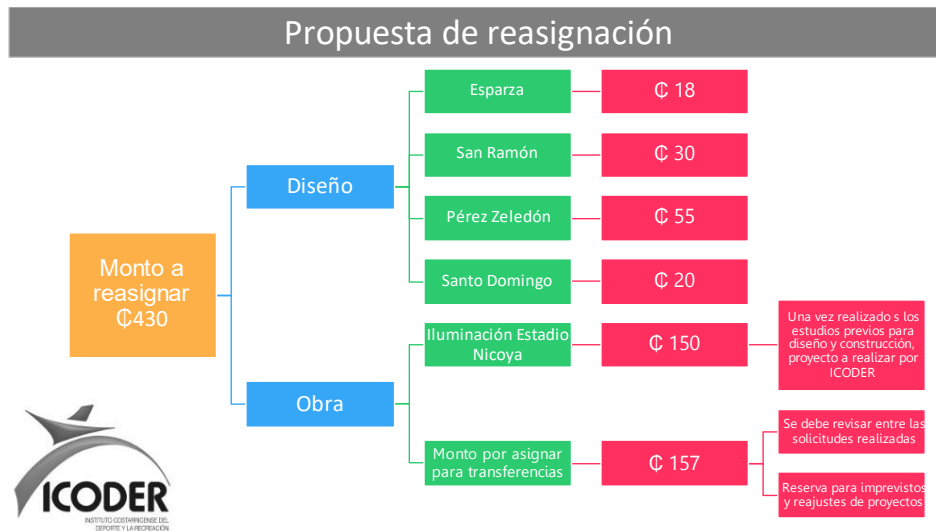 Propuesta de reasignación
Monto a
reasignar
₵430
Diseño
Esparza
₵ 18
San Ramón
₵ 30
Pérez Zeledón
₵ 55
Santo Domingo
₵ 20
Obra
Iluminación Estadio
Nicoya
₵ 150
Una vez realizado s los
estudios previos para
diseño y construcción,
proyecto a realizar por
ICODER
Monto por asignar
para transferencias
₵ 157
Se debe revisar entre las
solicitudes realizadas
Reserva para imprevistos
y reajustes de proyectos
ICODER
INSTITUTO COSTARRICENSE DEL
DEPORTE Y LA RECREACIÓN